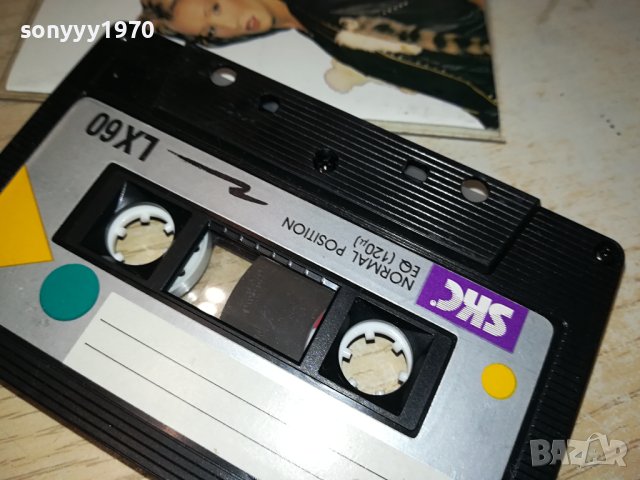 sonyyy1970
LX60
NORMAL POSITION
EQ (120μ)
SKC
BAZAR